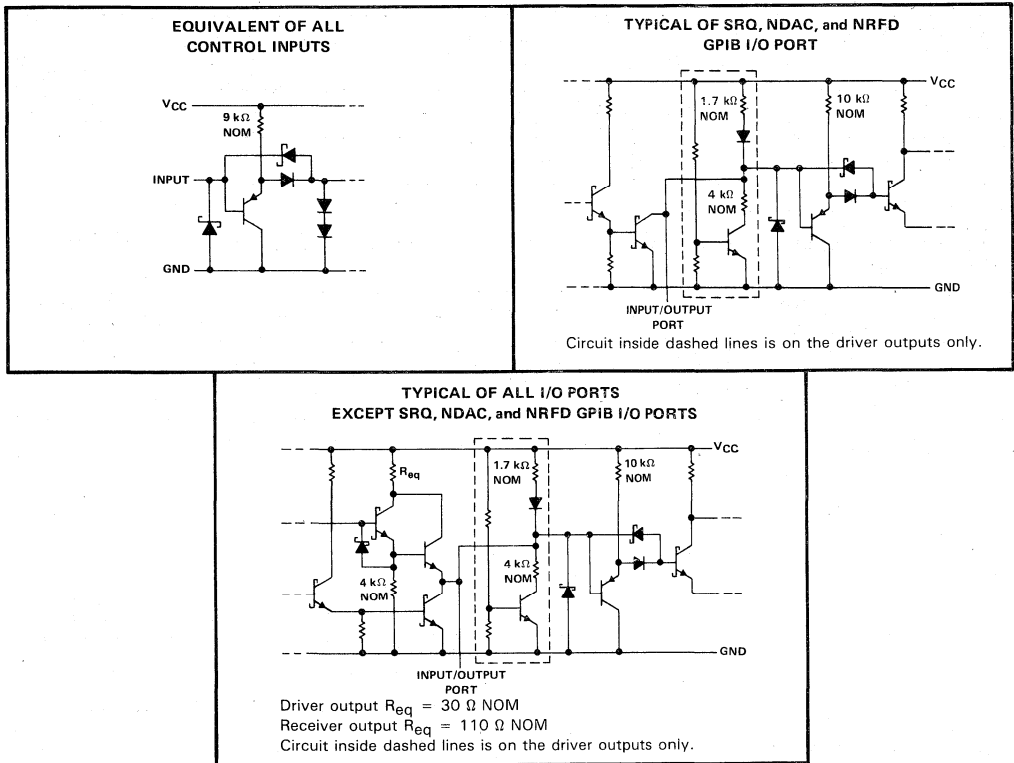 EQUIVALENT OF ALL
CONTROL INPUTS
VCC
9 kΩ
NOM
INPUT
GND
TYPICAL OF SRQ, NDAC, and NRFD
GPIB I/O PORT
VCC
1.7 kΩ
NOM
10 kΩ
NOM
4 kΩ
NOM
GND
INPUT/OUTPUT
PORT
Circuit inside dashed lines is on the driver outputs only.
TYPICAL OF ALL I/O PORTS
EXCEPT SRQ, NDAC, and NRFD GPIB I/O PORTS
VCC
Req
1.7 kΩ
NOM
10 kΩ
NOM
4 kΩ
NOM
4 kΩ
NOM
GND
INPUT/OUTPUT
PORT
Driver output Req = 30 Ω NOM
Receiver output Req = 110 Ω NOM
Circuit inside dashed lines is on the driver outputs only.